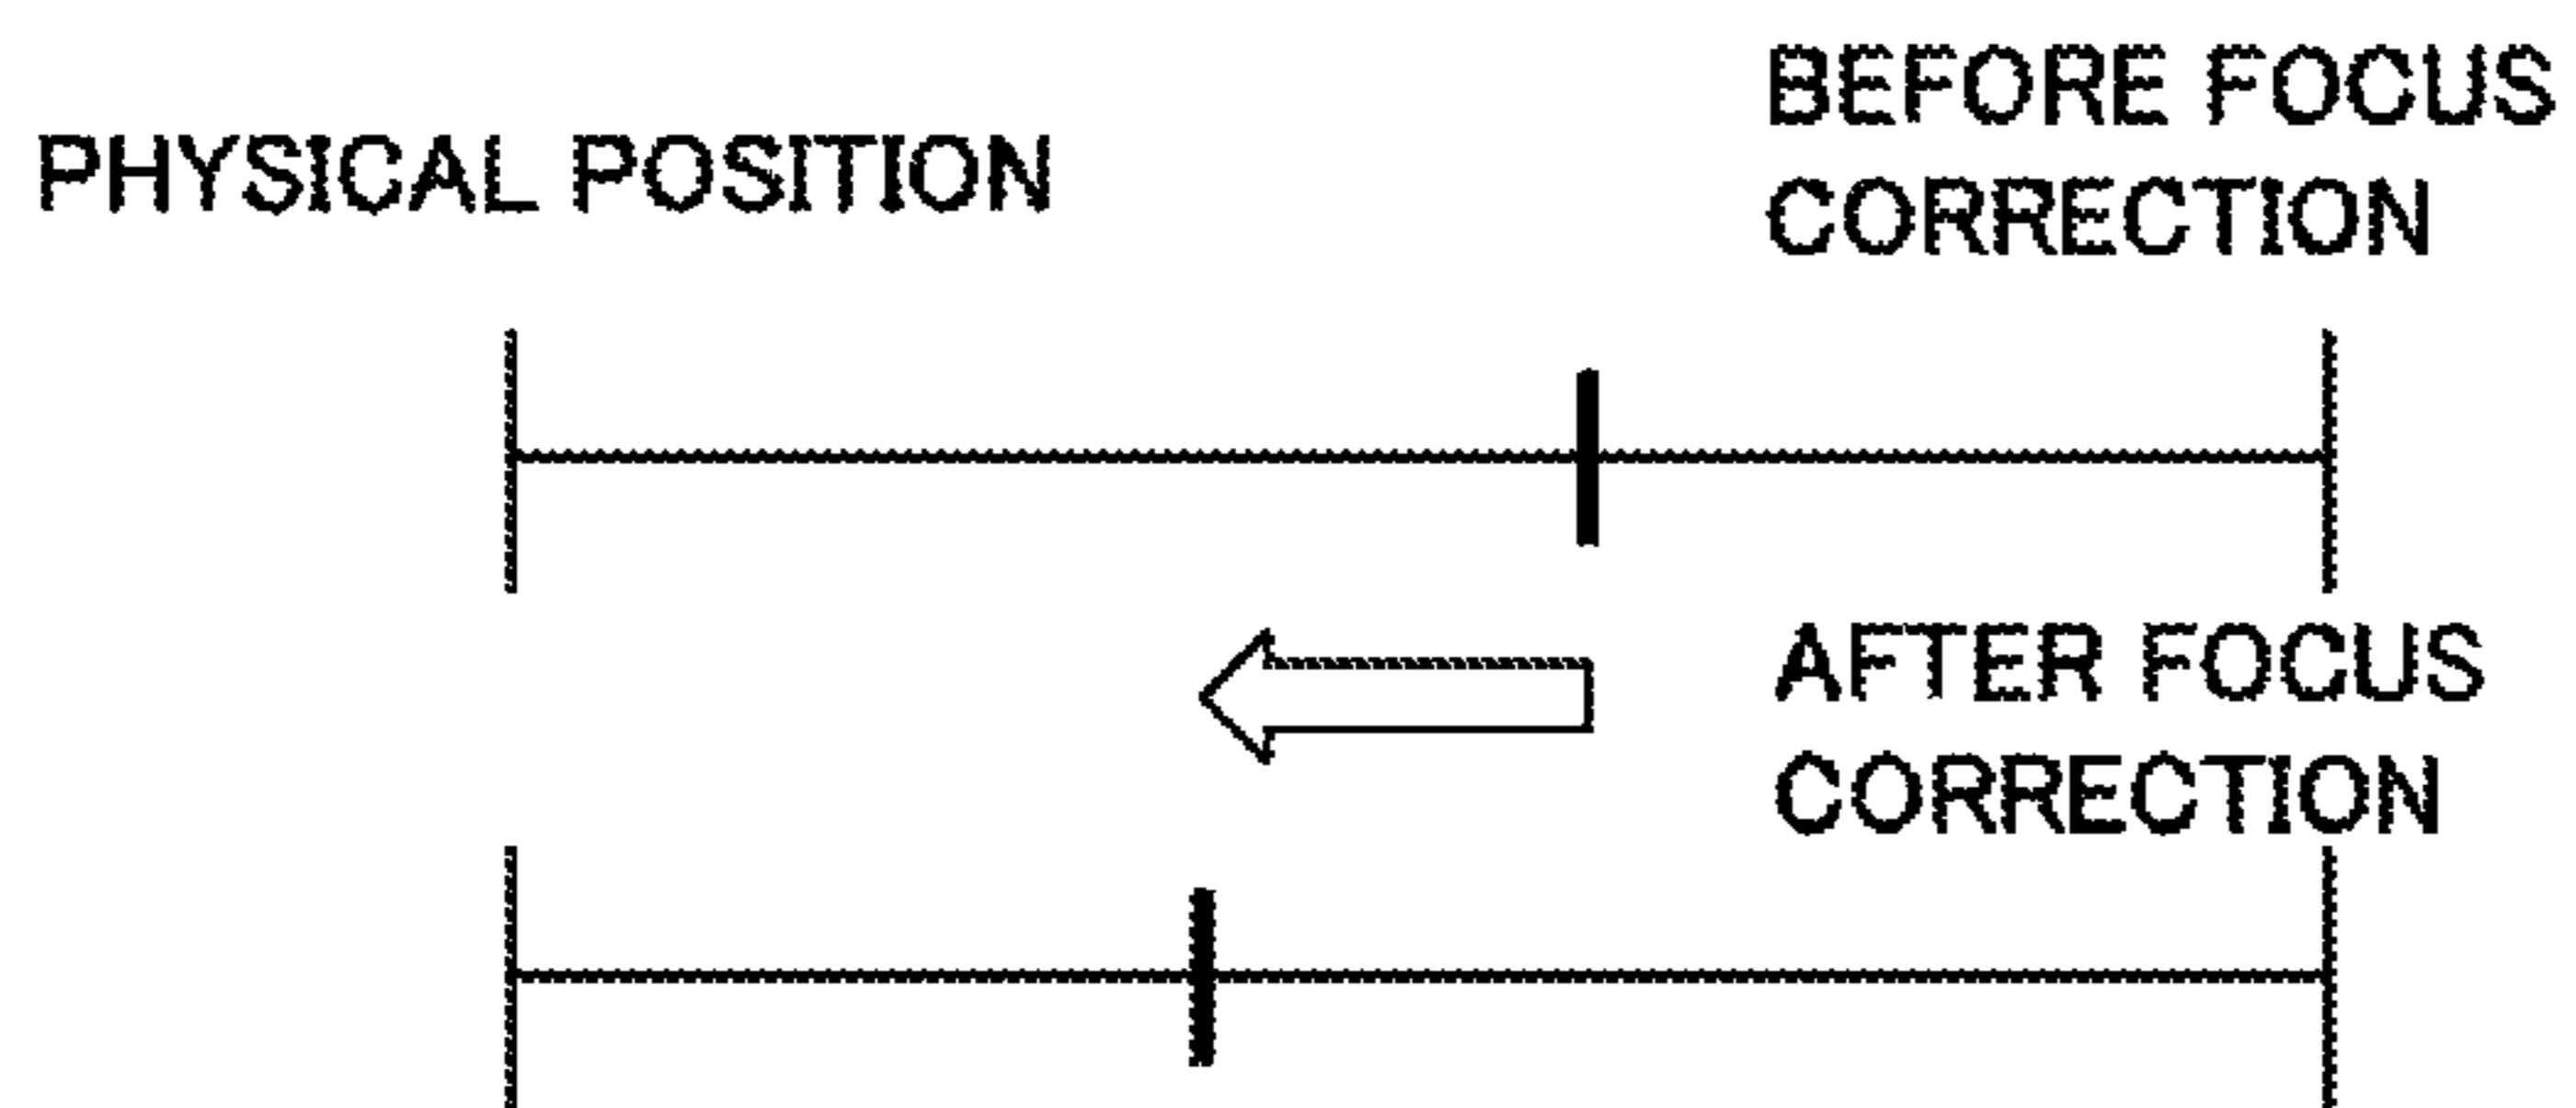 PHYSICAL POSITION
BEFORE FOCUS
CORRECTION
AFTER FOCUS
CORRECTION